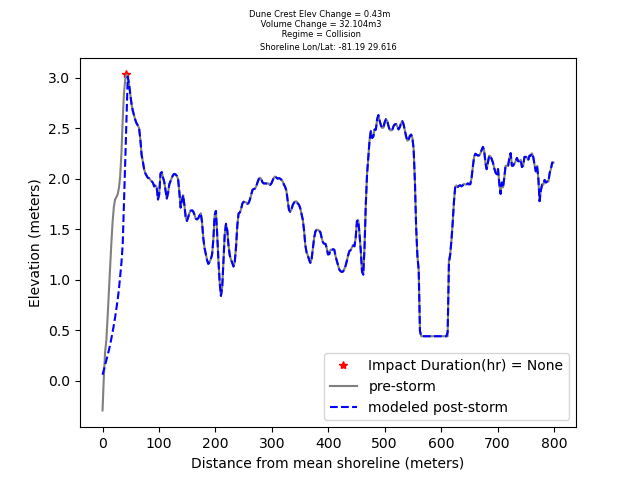 Dune Crest Elev Change = 0.43m
Volume Change = 32.104m3
Regime = Collision
Shoreline Lon/Lat: -81.19 29.616
3.0
2.5
2.0
1.5
1.0
0.5
0.0
Elevation (meters)
Impact Duration(hr) = None
pre-storm
modeled post-storm
0 100 200 300 400 500 600 700 800
Distance from mean shoreline (meters)